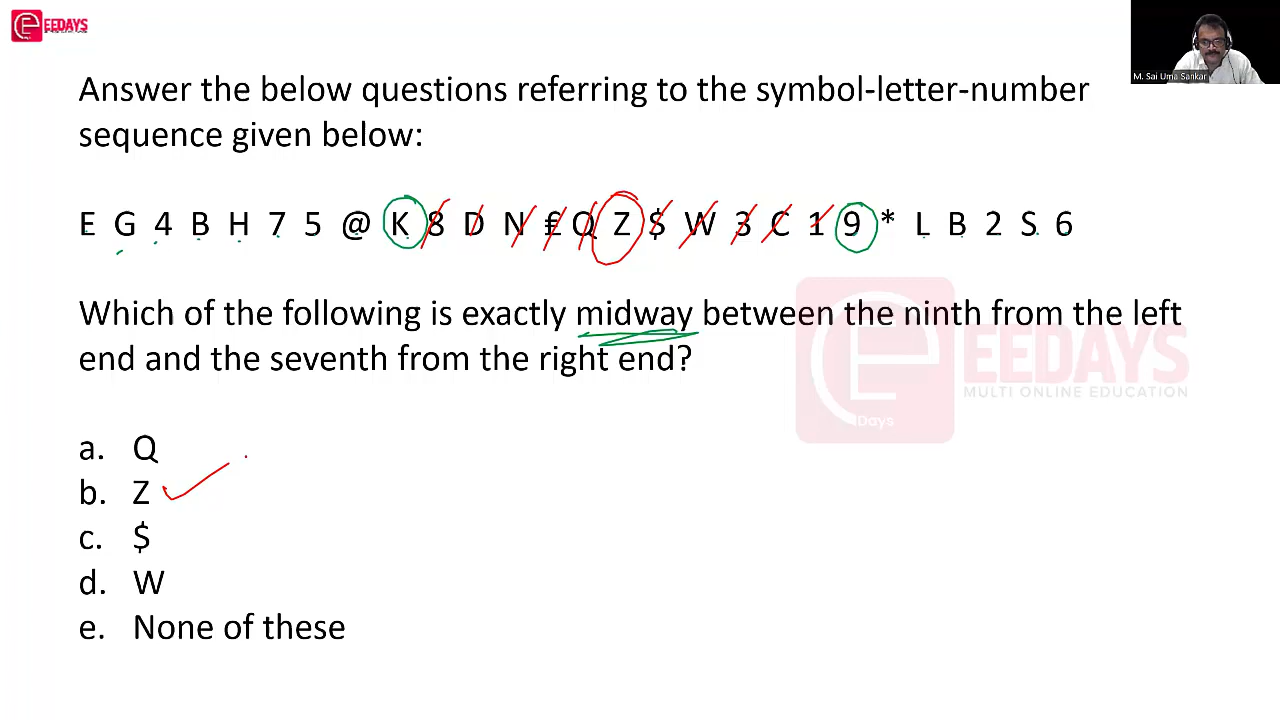 EEDAYS
M. Sai Uma Sankar
Answer the below questions referring to the symbol-letter-number
sequence given below:
E G 4 B H 7 5 @ K 8 D N £ Q Z $ W 3 C 1 9 * L B 2 S 6
Which of the following is exactly midway between the ninth from the left
end and the seventh from the right end?
EEDAYS
MULTI ONLINE EDUCATION
Days
a. Q
b. Z
c. $
d. W
e. None of these